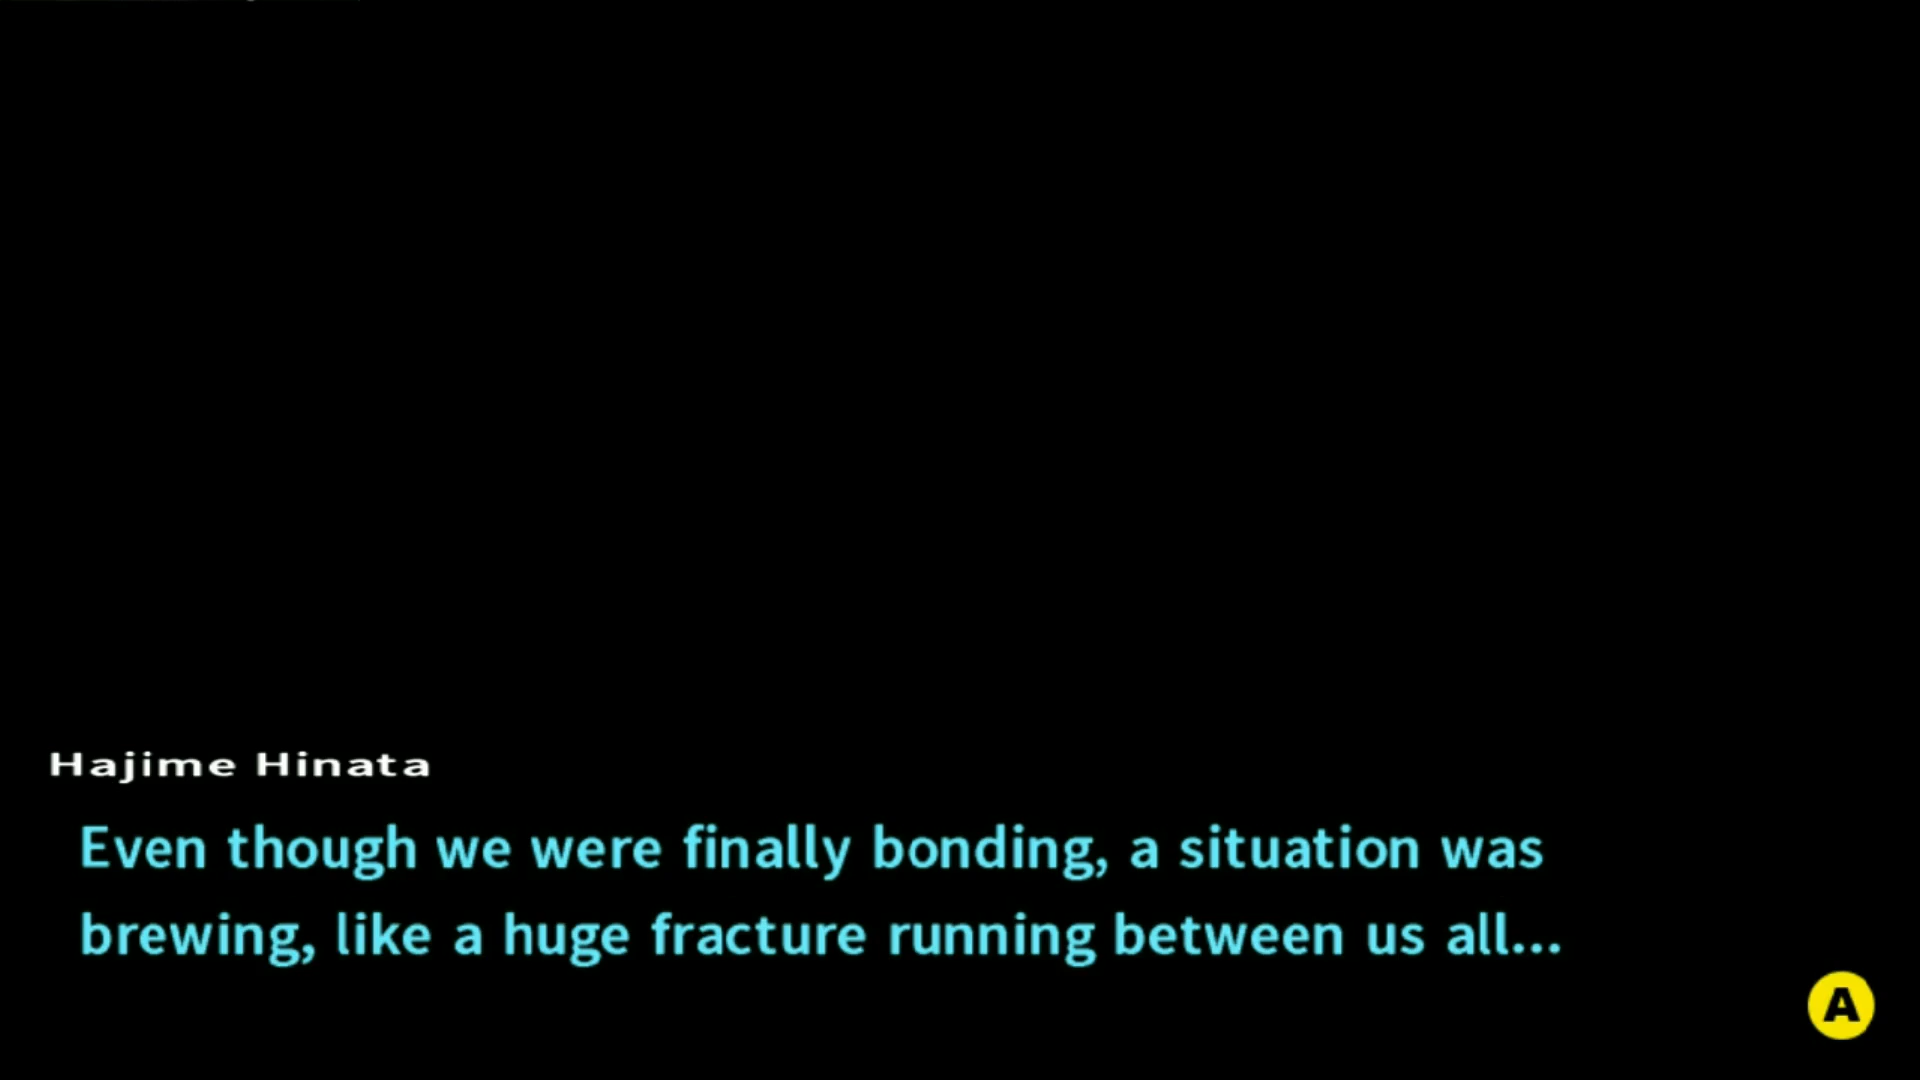 Hajime Hinata
Even though we were finally bonding, a situation was
brewing, like a huge fracture running between us all...
A